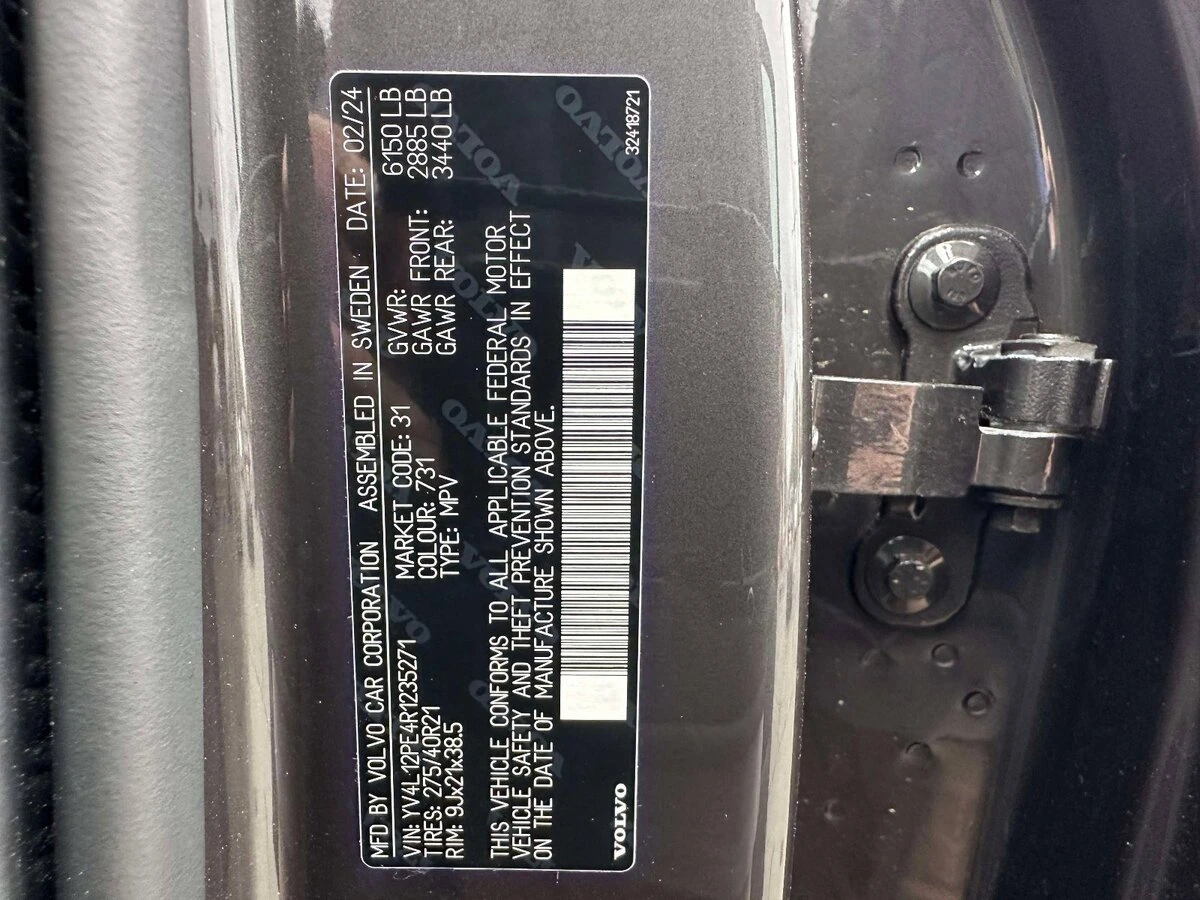 MFD BY VOLVO CAR CORPORATION ASSEMBLED IN SWEDEN DATE: 02/24
VIN: YV4L12PE4R1235271 MARKET CODE: 31 GVWR: 6150 LB
TIRES: 275/40R21 COLOUR: 731 GAWR FRONT: 2885 LB
RIM: 9Jx21x38.5 TYPE: MPV GAWR REAR: 3440 LB
THIS VEHICLE CONFORMS TO ALL APPLICABLE FEDERAL MOTOR
VEHICLE SAFETY AND THEFT PREVENTION STANDARDS IN EFFECT
ON THE DATE OF MANUFACTURE SHOWN ABOVE.
VOLVO 32418721